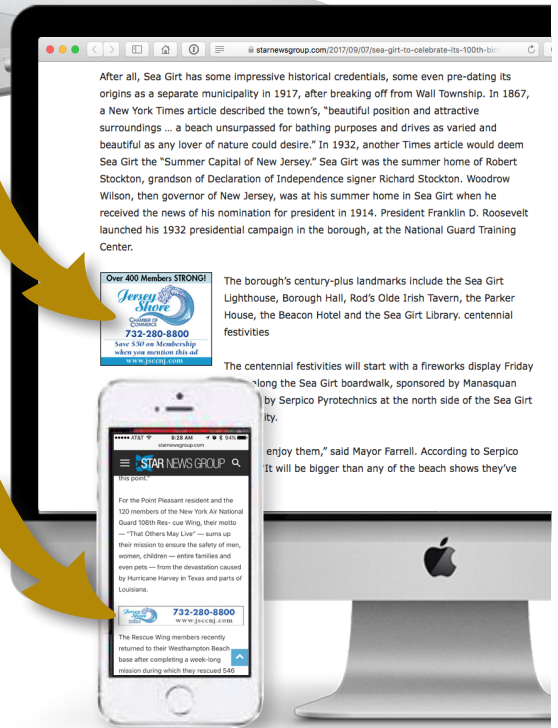 starnewsgroup.com/2017/09/07/sea-girt-to-celebrate-its-100th-birt
After all, Sea Girt has some impressive historical credentials, some even pre-dating its
origins as a separate municipality in 1917, after breaking off from Wall Township. In 1867,
a New York Times article described the town's, "beautiful position and attractive
surroundings ... a beach unsurpassed for bathing purposes and drives as varied and
beautiful as any lover of nature could desire." In 1932, another Times article would deem
Sea Girt the "Summer Capital of New Jersey." Sea Girt was the summer home of Robert
Stockton, grandson of Declaration of Independence signer Richard Stockton. Woodrow
Wilson, then governor of New Jersey, was at his summer home in Sea Girt when he
received the news of his nomination for president in 1914. President Franklin D. Roosevelt
launched his 1932 presidential campaign in the borough, at the National Guard Training
Center.
Over 400 Members STRONG!
Jersey
Shore
CHAMBER OF
COMMERCE
732-280-8800
Save $50 on Membership
when you mention this ad
www.jsccnj.com
The borough's century-plus landmarks include the Sea Girt
Lighthouse, Borough Hall, Rod's Olde Irish Tavern, the Parker
House, the Beacon Hotel and the Sea Girt Library. centennial
festivities
The centennial festivities will start with a fireworks display Friday
along the Sea Girt boardwalk, sponsored by Manasquan
by Serpico Pyrotechnics at the north side of the Sea Girt
ity.
enjoy them," said Mayor Farrell. According to Serpico
"It will be bigger than any of the beach shows they've
AT&T 8:28 AM 94%
starnewsgroup.com
STAR NEWS GROUP
this point."
For the Point Pleasant resident and the
120 members of the New York Air National
Guard 106th Res- cue Wing, their motto
— "That Others May Live" — sums up
their mission to ensure the safety of men,
women, children — entire families and
even pets — from the devastation caused
by Hurricane Harvey in Texas and parts of
Louisiana.
Jersey
Shore
732-280-8800
www.jsccnj.com
The Rescue Wing members recently
returned to their Westhampton Beach
base after completing a week-long
mission during which they rescued 546